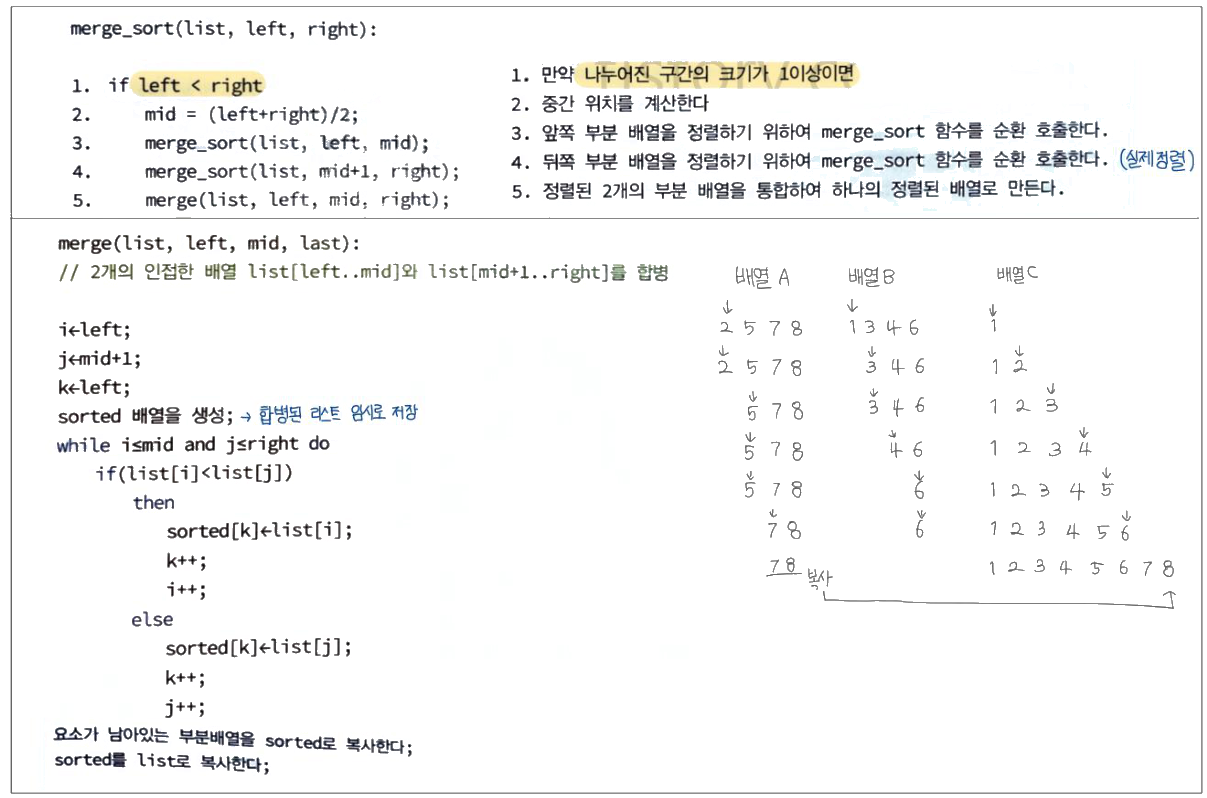 merge_sort(list, left, right):
1. if left < right
2. mid = (left+right)/2;
3. merge_sort(list, left, mid);
4. merge_sort(list, mid+1, right);
5. merge(list, left, mid, right);
1. 만약 나누어진 구간의 크기가 1이상이면
2. 중간 위치를 계산한다
3. 앞쪽 부분 배열을 정렬하기 위하여 merge_sort 함수를 순환 호출한다.
4. 뒤쪽 부분 배열을 정렬하기 위하여 merge_sort 함수를 순환 호출한다. (실제정렬)
5. 정렬된 2개의 부분 배열을 통합하여 하나의 정렬된 배열로 만든다.
merge(list, left, mid, last):
// 2개의 인접한 배열 list[left..mid]와 list[mid+1..right]를 합병
i←left;
j←mid+1;
k←left;
sorted 배열을 생성; → 합병된 리스트 임시로 저장
while i≤mid and j≤right do
if(list[i]<list[j])
then
sorted[k]←list[i];
k++;
i++;
else
sorted[k]←list[j];
k++;
j++;
요소가 남아있는 부분배열을 sorted로 복사한다;
sorted를 list로 복사한다;
배열 A 배열 B 배열 C
2 5 7 8 1 3 4 6 1
2 5 7 8 3 4 6 1 2
5 7 8 3 4 6 1 2 3
5 7 8 4 6 1 2 3 4
5 7 8 6 1 2 3 4 5
7 8 6 1 2 3 4 5 6
7 8 복사 1 2 3 4 5 6 7 8